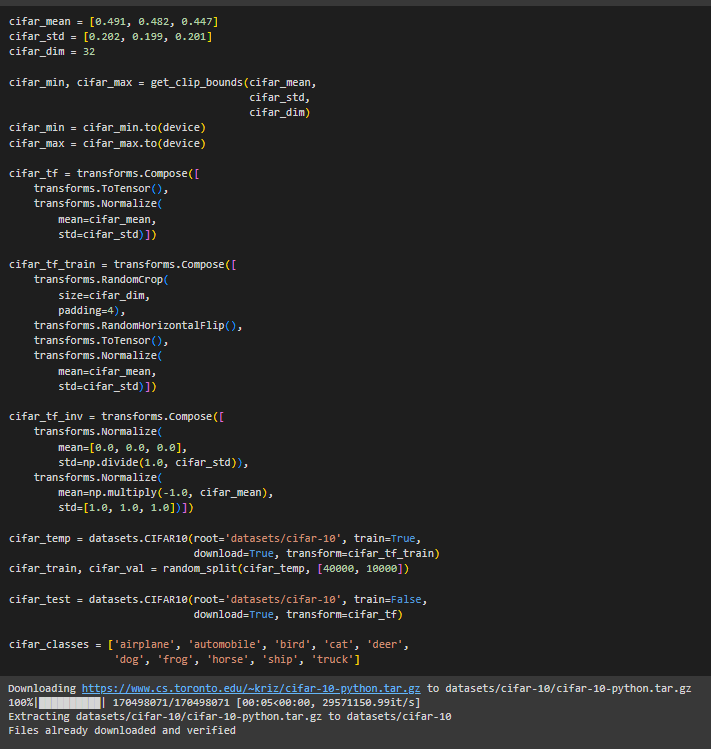 cifar_mean = [0.491, 0.482, 0.447]
cifar_std = [0.202, 0.199, 0.201]
cifar_dim = 32

cifar_min, cifar_max = get_clip_bounds(cifar_mean,
                                       cifar_std,
                                       cifar_dim)
cifar_min = cifar_min.to(device)
cifar_max = cifar_max.to(device)

cifar_tf = transforms.Compose([
    transforms.ToTensor(),
    transforms.Normalize(
        mean=cifar_mean,
        std=cifar_std)])

cifar_tf_train = transforms.Compose([
    transforms.RandomCrop(
        size=cifar_dim,
        padding=4),
    transforms.RandomHorizontalFlip(),
    transforms.ToTensor(),
    transforms.Normalize(
        mean=cifar_mean,
        std=cifar_std)])

cifar_tf_inv = transforms.Compose([
    transforms.Normalize(
        mean=[0.0, 0.0, 0.0],
        std=np.divide(1.0, cifar_std)),
    transforms.Normalize(
        mean=np.multiply(-1.0, cifar_mean),
        std=[1.0, 1.0, 1.0])])

cifar_temp = datasets.CIFAR10(root='datasets/cifar-10', train=True,
                              download=True, transform=cifar_tf_train)
cifar_train, cifar_val = random_split(cifar_temp, [40000, 10000])

cifar_test = datasets.CIFAR10(root='datasets/cifar-10', train=False,
                              download=True, transform=cifar_tf)

cifar_classes = ['airplane', 'automobile', 'bird', 'cat', 'deer',
                 'dog', 'frog', 'horse', 'ship', 'truck']
Downloading https://www.cs.toronto.edu/~kriz/cifar-10-python.tar.gz to datasets/cifar-10/cifar-10-python.tar.gz
100%|██████████| 170498071/170498071 [00:05<00:00, 29571150.99it/s]
Extracting datasets/cifar-10/cifar-10-python.tar.gz to datasets/cifar-10
Files already downloaded and verified